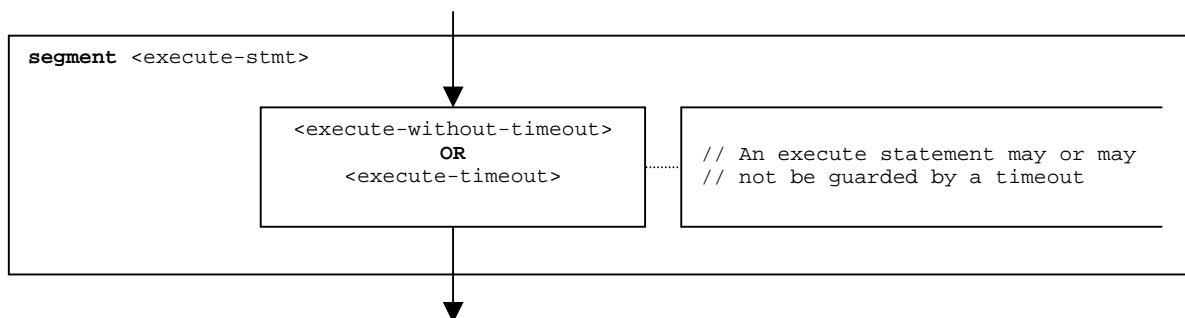 segment <execute-stmt>
<execute-without-timeout>
OR
<execute-timeout>
// An execute statement may or may
// not be guarded by a timeout